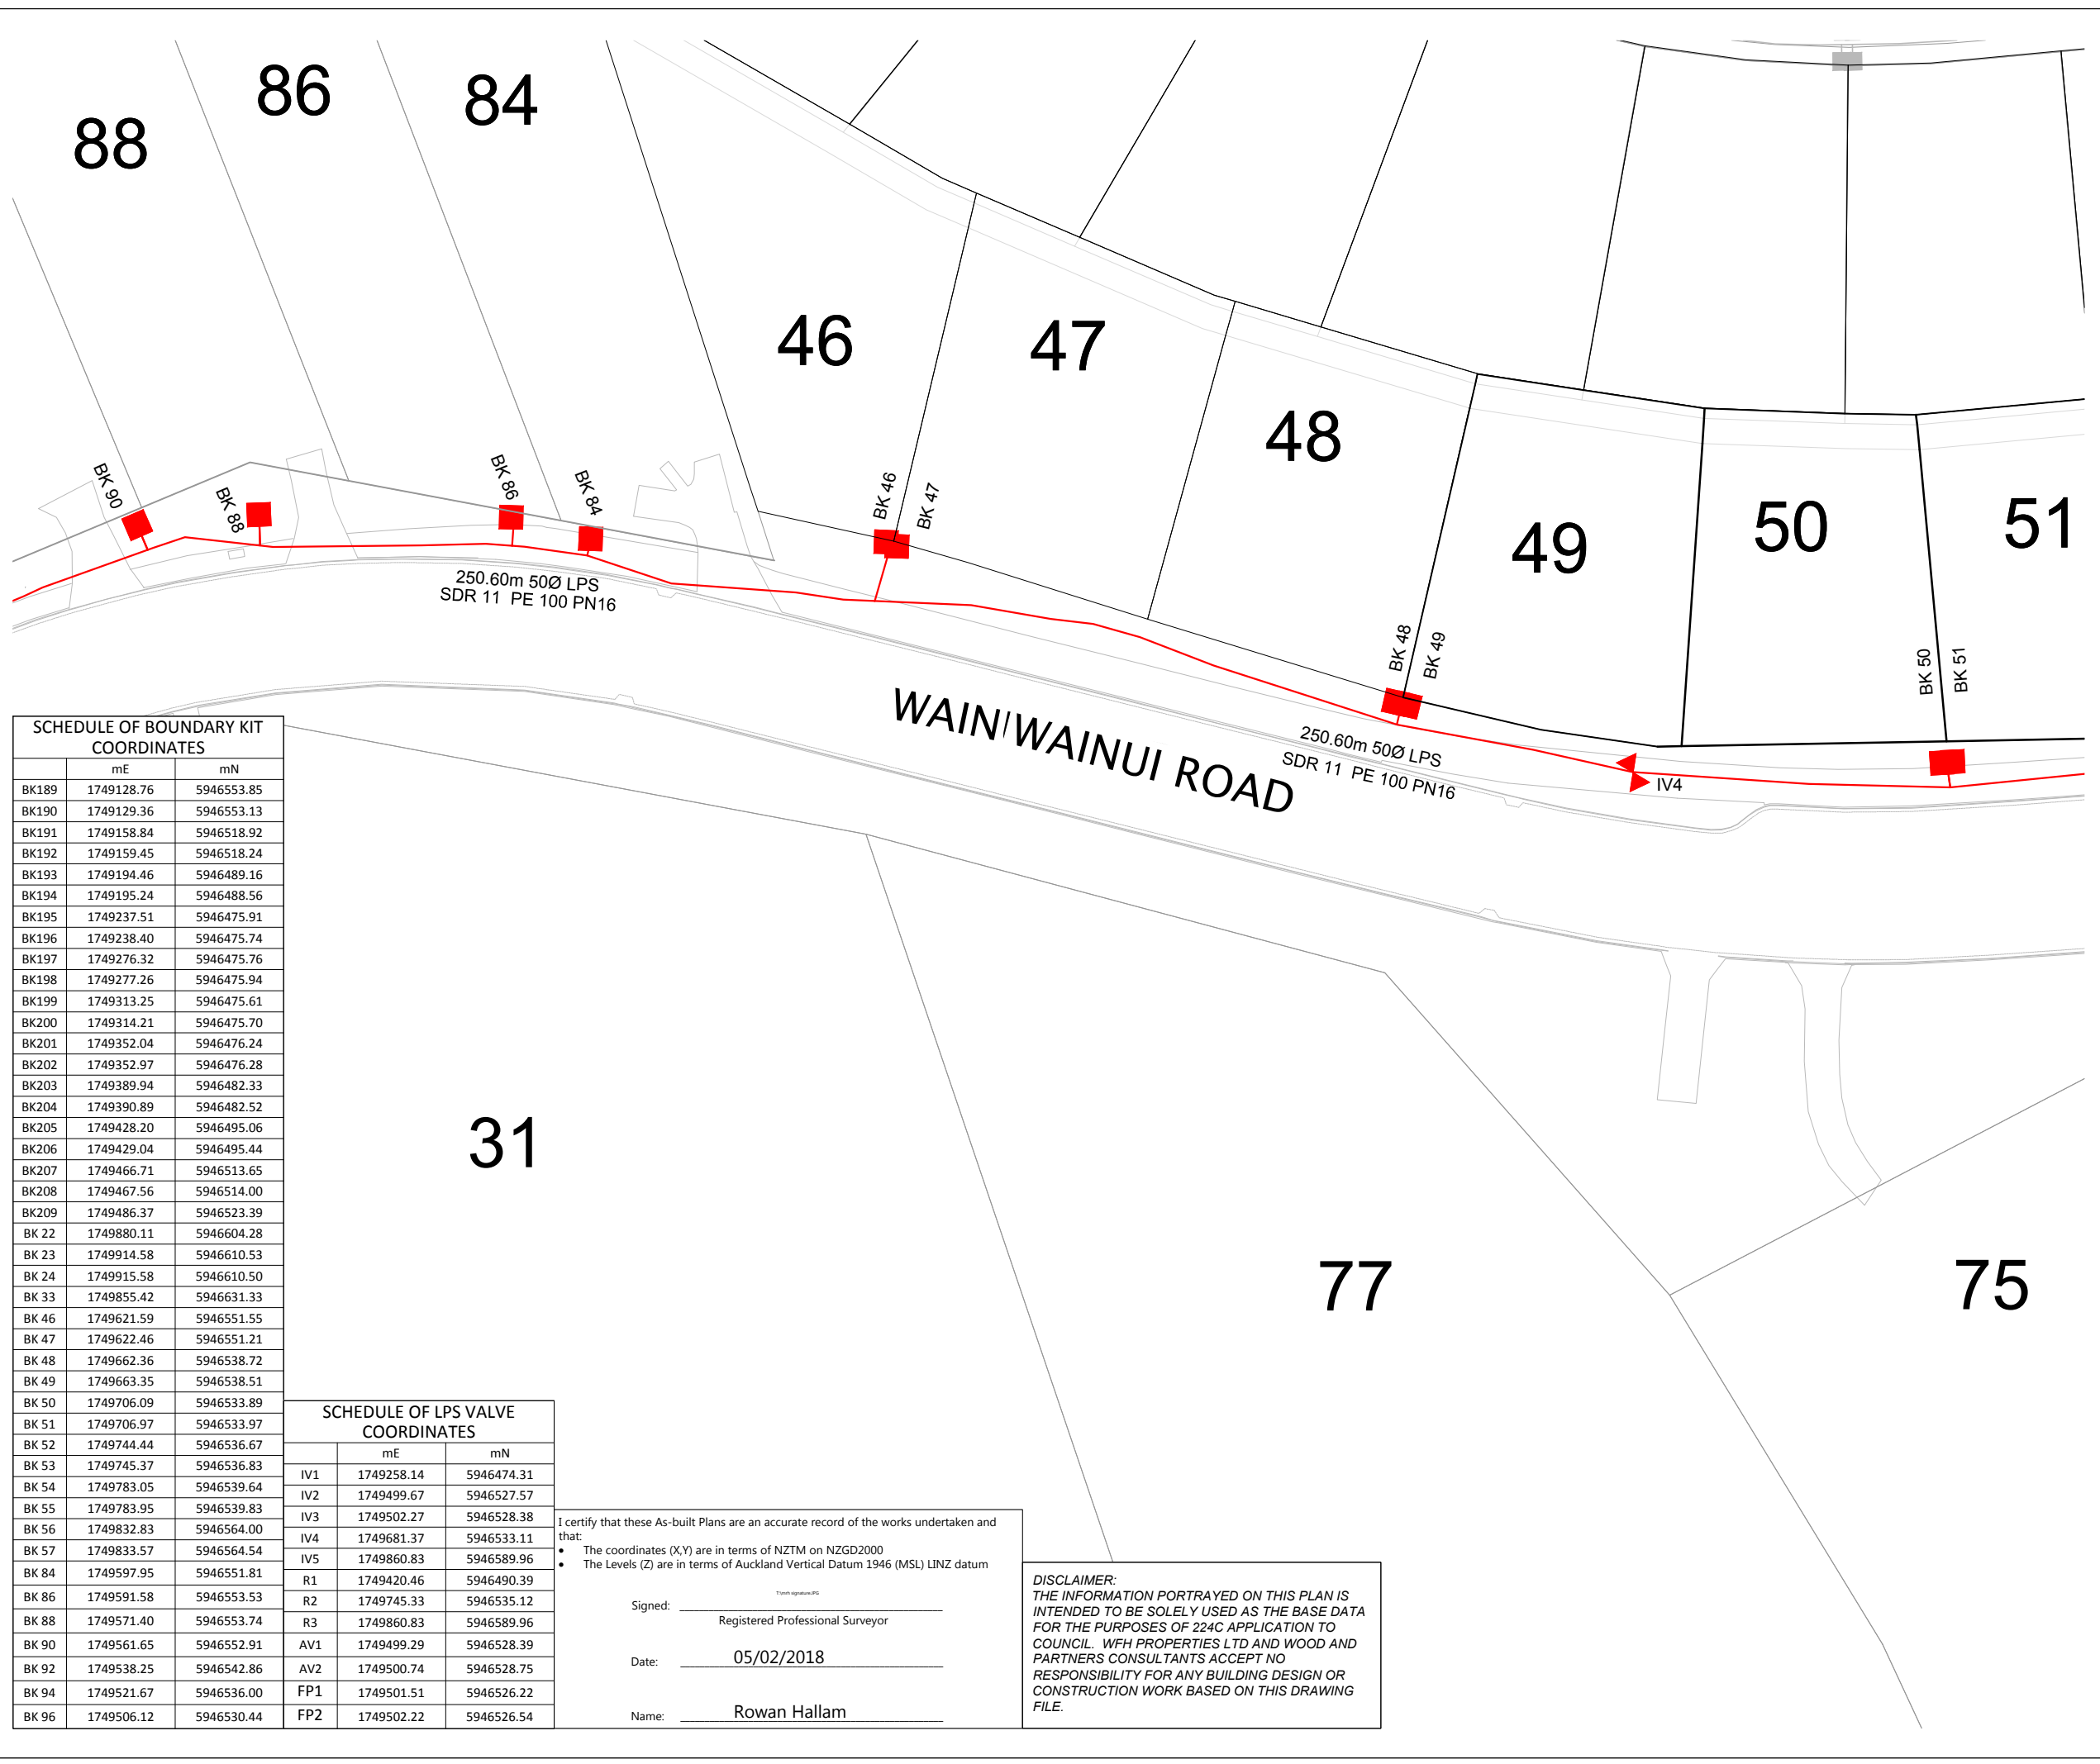 88
86
84
46
47
48
49
50
51
BK 90
BK 88
BK 86
BK 84
BK 46
BK 47
BK 48
BK 49
BK 50
BK 51
250.60m 50Ø LPS
SDR 11 PE 100 PN16
WAINIWAINUI ROAD
250.60m 50Ø LPS
SDR 11 PE 100 PN16
IV4
31
77
75
SCHEDULE OF BOUNDARY KIT
COORDINATES
mE mN
BK189 1749128.76 5946553.85
BK190 1749129.36 5946553.13
BK191 1749158.84 5946518.92
BK192 1749159.45 5946518.24
BK193 1749194.46 5946489.16
BK194 1749195.24 5946488.56
BK195 1749237.51 5946475.91
BK196 1749238.40 5946475.74
BK197 1749276.32 5946475.76
BK198 1749277.26 5946475.94
BK199 1749313.25 5946475.61
BK200 1749314.21 5946475.70
BK201 1749352.04 5946476.24
BK202 1749352.97 5946476.28
BK203 1749389.94 5946482.33
BK204 1749390.89 5946482.52
BK205 1749428.20 5946495.06
BK206 1749429.04 5946495.44
BK207 1749466.71 5946513.65
BK208 1749467.56 5946514.00
BK209 1749486.37 5946523.39
BK 22 1749880.11 5946604.28
BK 23 1749914.58 5946610.53
BK 24 1749915.58 5946610.50
BK 33 1749855.42 5946631.33
BK 46 1749621.59 5946551.55
BK 47 1749622.46 5946551.21
BK 48 1749662.36 5946538.72
BK 49 1749663.35 5946538.51
BK 50 1749706.09 5946533.89
BK 51 1749706.97 5946533.97
BK 52 1749744.44 5946536.67
BK 53 1749745.37 5946536.83
BK 54 1749783.05 5946539.64
BK 55 1749783.95 5946539.83
BK 56 1749832.83 5946564.00
BK 57 1749833.57 5946564.54
BK 84 1749597.95 5946551.81
BK 86 1749591.58 5946553.53
BK 88 1749571.40 5946553.74
BK 90 1749561.65 5946552.91
BK 92 1749538.25 5946542.86
BK 94 1749521.67 5946536.00
BK 96 1749506.12 5946530.44
SCHEDULE OF LPS VALVE
COORDINATES
mE mN
IV1 1749258.14 5946474.31
IV2 1749499.67 5946527.57
IV3 1749502.27 5946528.38
IV4 1749681.37 5946533.11
IV5 1749860.83 5946589.96
R1 1749420.46 5946490.39
R2 1749745.33 5946535.12
R3 1749860.83 5946589.96
AV1 1749499.29 5946528.39
AV2 1749500.74 5946528.75
FP1 1749501.51 5946526.22
FP2 1749502.22 5946526.54
I certify that these As-built Plans are an accurate record of the works undertaken and
that:
• The coordinates (X,Y) are in terms of NZTM on NZGD2000
• The Levels (Z) are in terms of Auckland Vertical Datum 1946 (MSL) LINZ datum
Signed:
Registered Professional Surveyor
Date: 05/02/2018
Name: Rowan Hallam
DISCLAIMER:
THE INFORMATION PORTRAYED ON THIS PLAN IS
INTENDED TO BE SOLELY USED AS THE BASE DATA
FOR THE PURPOSES OF 224C APPLICATION TO
COUNCIL. WFH PROPERTIES LTD AND WOOD AND
PARTNERS CONSULTANTS ACCEPT NO
RESPONSIBILITY FOR ANY BUILDING DESIGN OR
CONSTRUCTION WORK BASED ON THIS DRAWING
FILE.